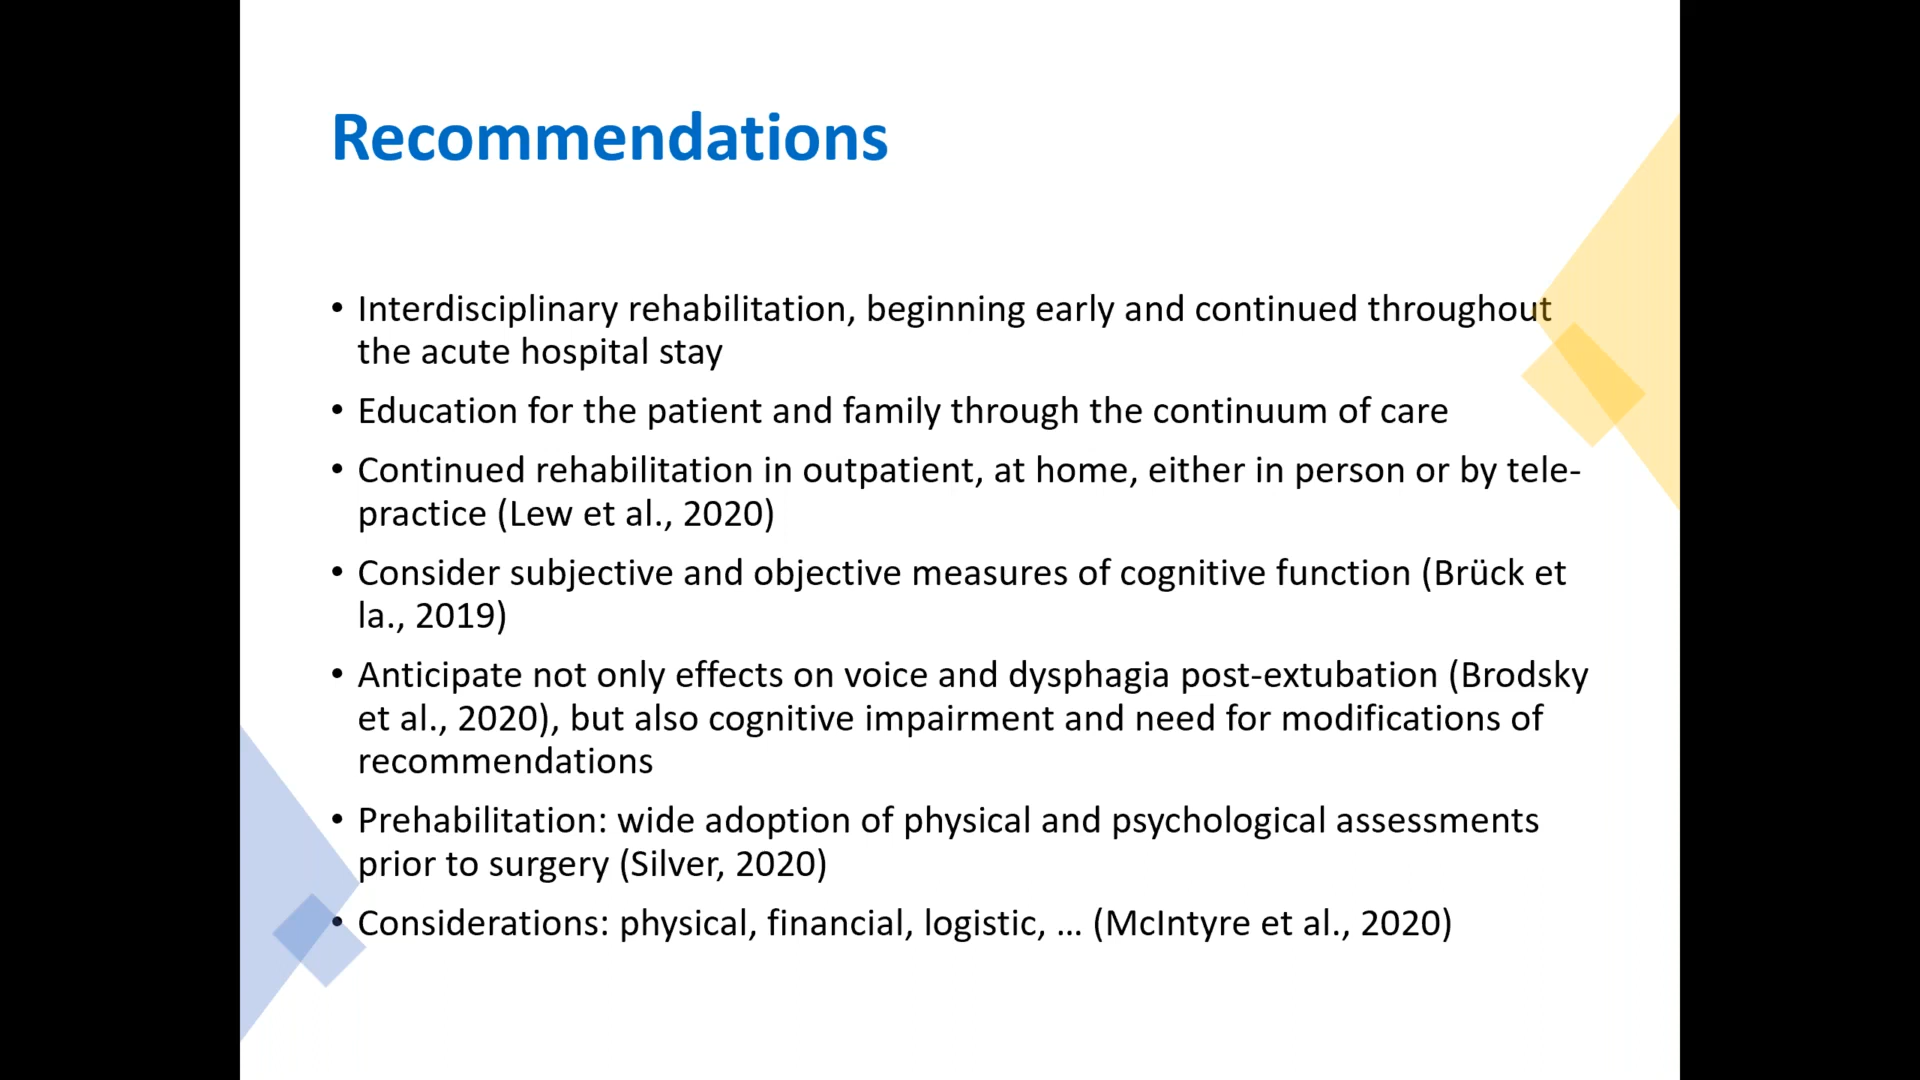 Recommendations
• Interdisciplinary rehabilitation, beginning early and continued throughout
the acute hospital stay
• Education for the patient and family through the continuum of care
• Continued rehabilitation in outpatient, at home, either in person or by tele-
practice (Lew et al., 2020)
• Consider subjective and objective measures of cognitive function (Brück et
la., 2019)
• Anticipate not only effects on voice and dysphagia post-extubation (Brodsky
et al., 2020), but also cognitive impairment and need for modifications of
recommendations
• Prehabilitation: wide adoption of physical and psychological assessments
prior to surgery (Silver, 2020)
• Considerations: physical, financial, logistic, … (McIntyre et al., 2020)